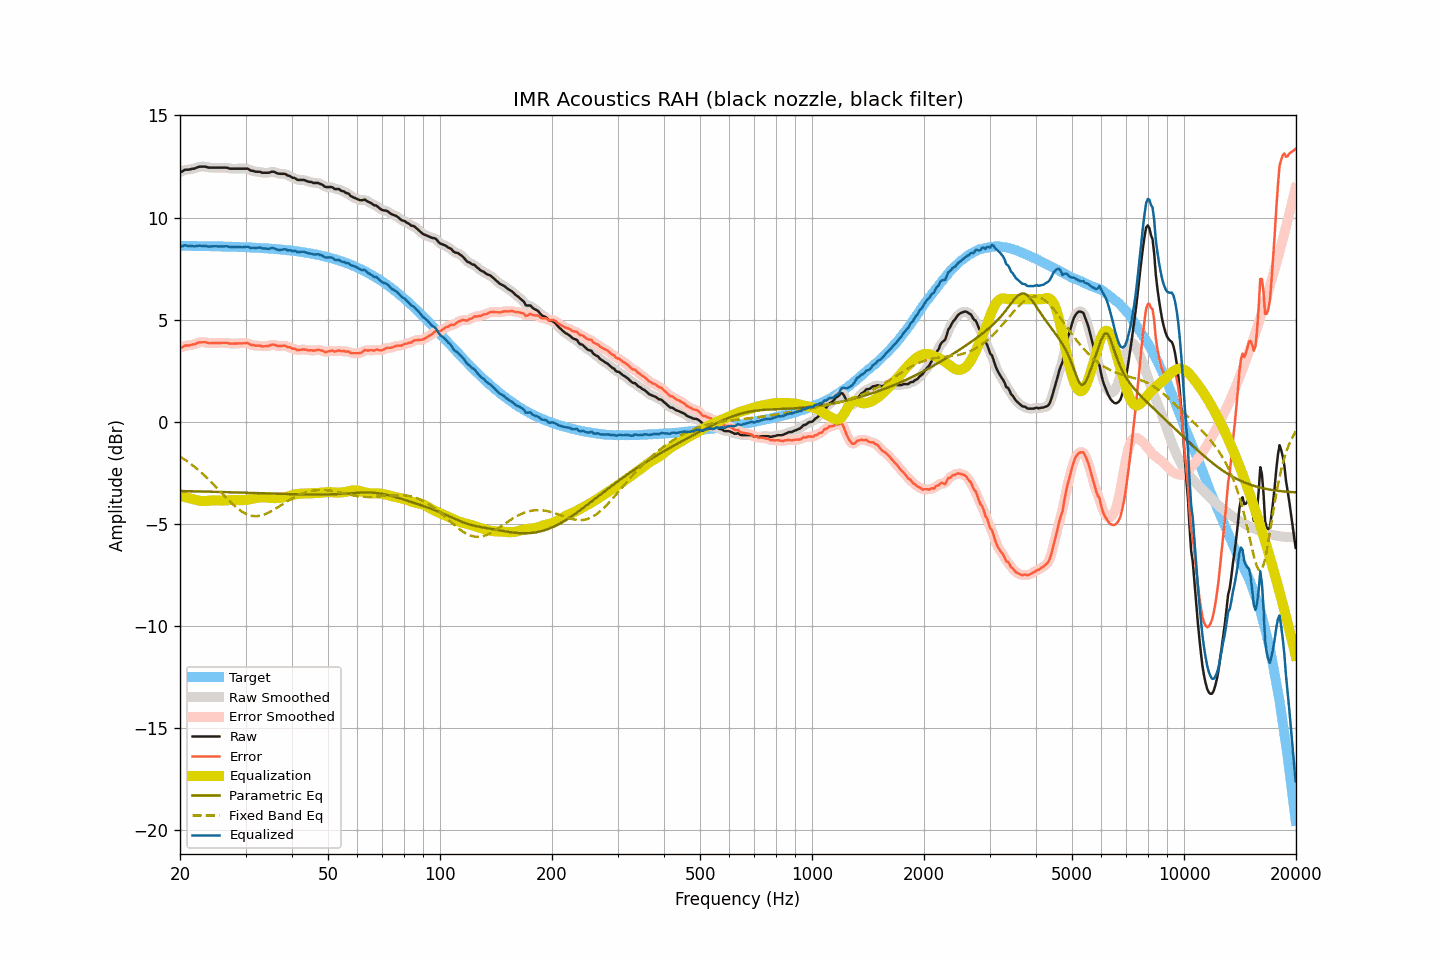 IMR Acoustics RAH (black nozzle, black filter)
15
10
5
0
−5
−10
−15
−20
Amplitude (dBr)
Target
Raw Smoothed
Error Smoothed
Raw
Error
Equalization
Parametric Eq
Fixed Band Eq
Equalized
20 50 100 200 500 1000 2000 5000 10000 20000
Frequency (Hz)